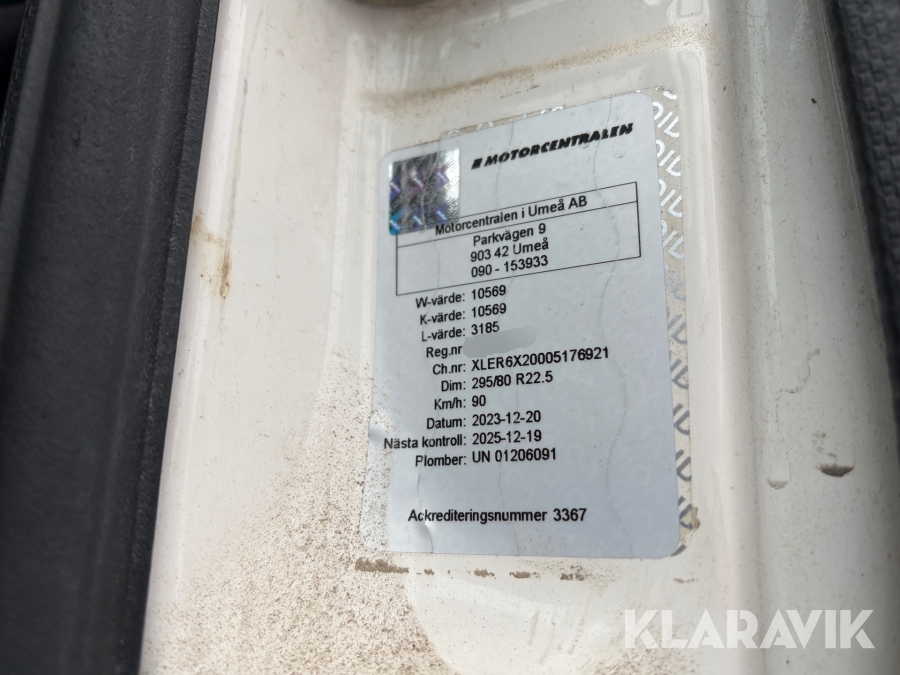 MOTORCENTRALEN
Motorcentralen i Umeå AB
Parkvägen 9
903 42 Umeå
090 - 153933
W-värde: 10569
K-värde: 10569
L-värde: 3185
Reg.nr
Ch.nr: XLER6X20005176921
Dim: 295/80 R22.5
Km/h: 90
Datum: 2023-12-20
Nästa kontroll: 2025-12-19
Plomber: UN 01206091
Ackrediteringsnummer 3367
KLARAVIK